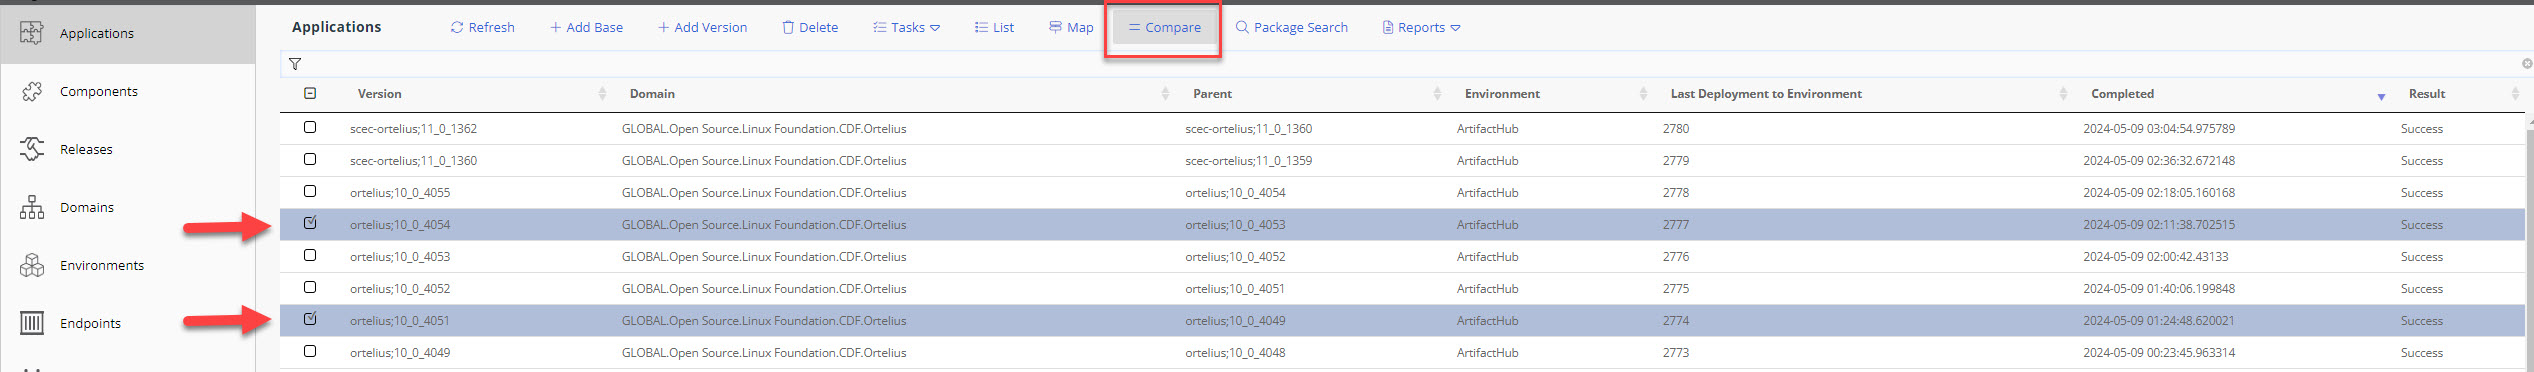 Applications
Components
Releases
Domains
Environments
Endpoints
Applications Refresh Add Base Add Version Delete Tasks List Map Compare Package Search Reports
Version Domain Parent Environment Last Deployment to Environment Completed Result
scec-ortelius;11_0_1362 GLOBAL.Open Source.Linux Foundation.CDF.Ortelius scec-ortelius;11_0_1360 ArtifactHub 2780 2024-05-09 03:04:54.975789 Success
scec-ortelius;11_0_1360 GLOBAL.Open Source.Linux Foundation.CDF.Ortelius scec-ortelius;11_0_1359 ArtifactHub 2779 2024-05-09 02:36:32.672148 Success
ortelius;10_0_4055 GLOBAL.Open Source.Linux Foundation.CDF.Ortelius ortelius;10_0_4054 ArtifactHub 2778 2024-05-09 02:18:05.160168 Success
ortelius;10_0_4054 GLOBAL.Open Source.Linux Foundation.CDF.Ortelius ortelius;10_0_4053 ArtifactHub 2777 2024-05-09 02:11:38.702515 Success
ortelius;10_0_4053 GLOBAL.Open Source.Linux Foundation.CDF.Ortelius ortelius;10_0_4052 ArtifactHub 2776 2024-05-09 02:00:42.43133 Success
ortelius;10_0_4052 GLOBAL.Open Source.Linux Foundation.CDF.Ortelius ortelius;10_0_4051 ArtifactHub 2775 2024-05-09 01:40:06.199848 Success
ortelius;10_0_4051 GLOBAL.Open Source.Linux Foundation.CDF.Ortelius ortelius;10_0_4049 ArtifactHub 2774 2024-05-09 01:24:48.620021 Success
ortelius;10_0_4049 GLOBAL.Open Source.Linux Foundation.CDF.Ortelius ortelius;10_0_4048 ArtifactHub 2773 2024-05-09 00:23:45.963314 Success